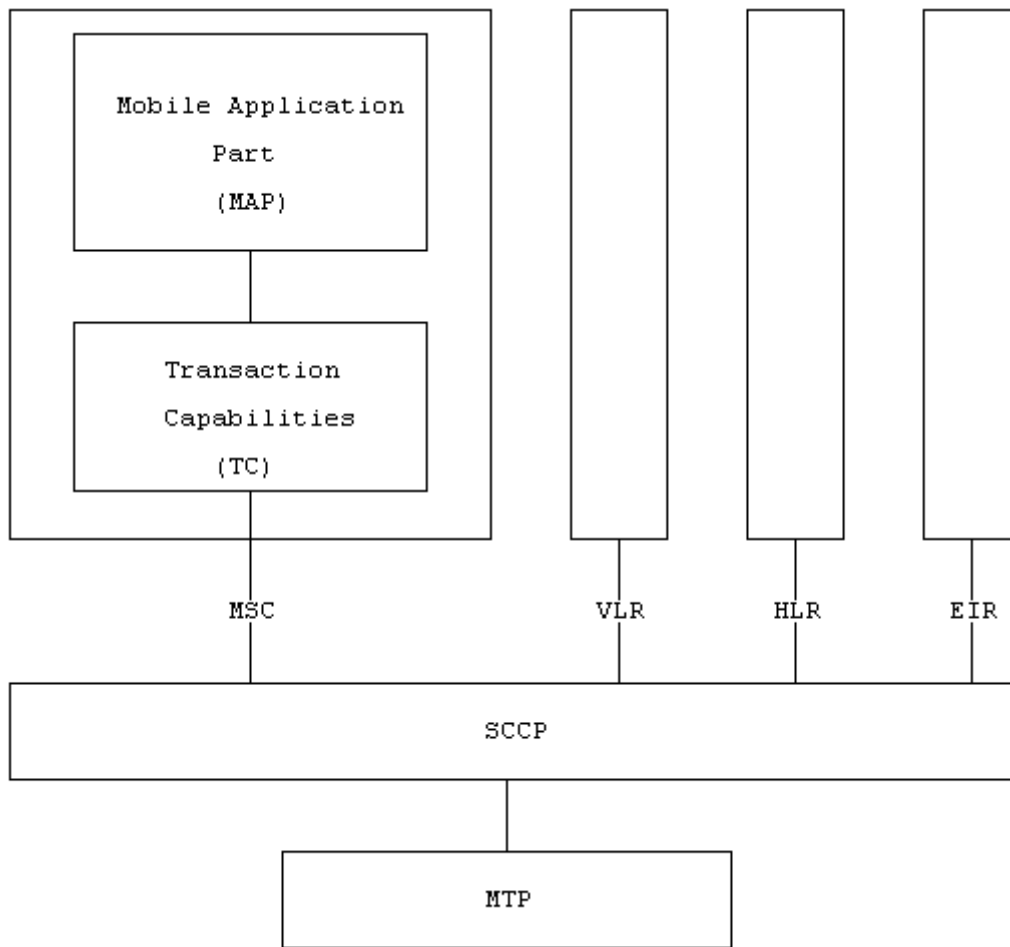 Mobile Application
Part
(MAP)
Transaction
Capabilities
(TC)
MSC
VLR
HLR
EIR
SCCP
MTP